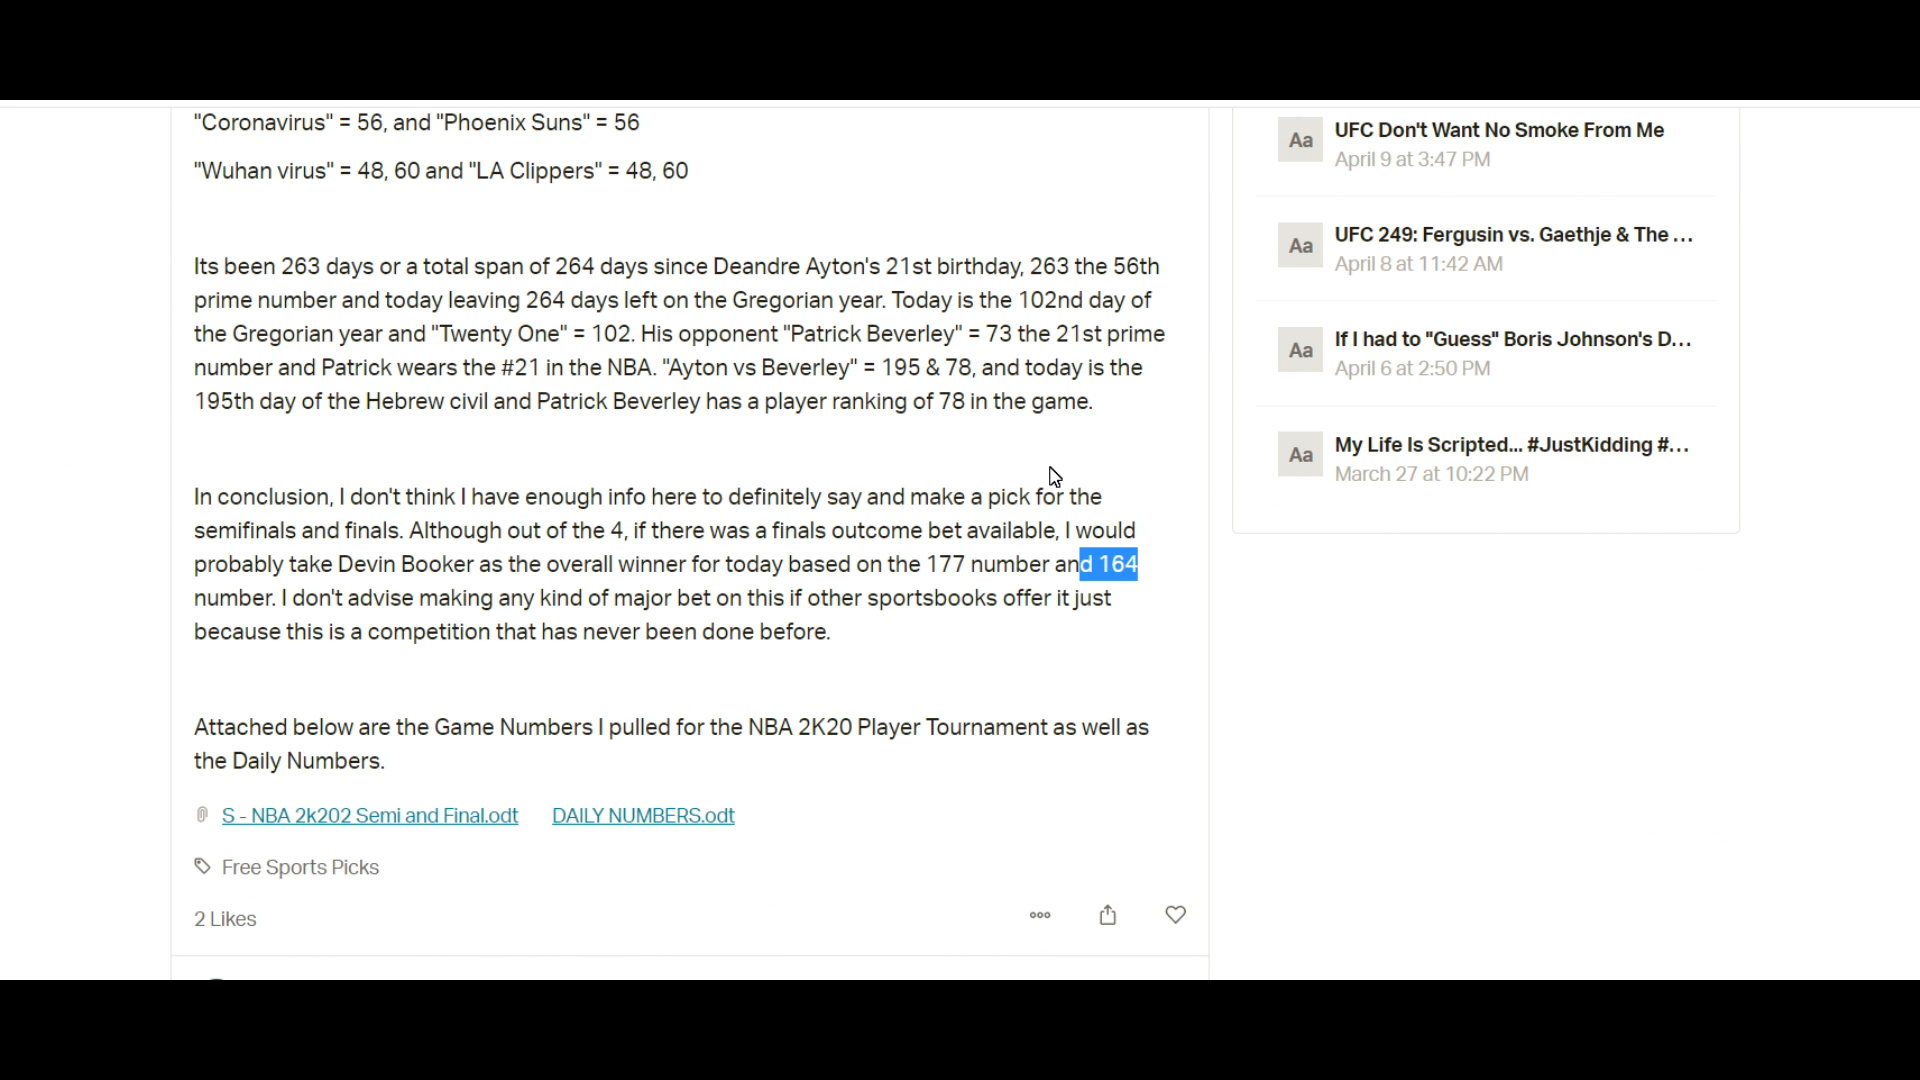 "Coronavirus" = 56, and "Phoenix Suns" = 56
"Wuhan virus" = 48, 60 and "LA Clippers" = 48, 60
Its been 263 days or a total span of 264 days since Deandre Ayton's 21st birthday, 263 the 56th
prime number and today leaving 264 days left on the Gregorian year. Today is the 102nd day of
the Gregorian year and "Twenty One" = 102. His opponent "Patrick Beverley" = 73 the 21st prime
number and Patrick wears the #21 in the NBA. "Ayton vs Beverley" = 195 & 78, and today is the
195th day of the Hebrew civil and Patrick Beverley has a player ranking of 78 in the game.
In conclusion, I don't think I have enough info here to definitely say and make a pick for the
semifinals and finals. Although out of the 4, if there was a finals outcome bet available, I would
probably take Devin Booker as the overall winner for today based on the 177 number and 164
number. I don't advise making any kind of major bet on this if other sportsbooks offer it just
because this is a competition that has never been done before.
Attached below are the Game Numbers I pulled for the NBA 2K20 Player Tournament as well as
the Daily Numbers.
S - NBA 2k202 Semi and Final.odt DAILY NUMBERS.odt
Free Sports Picks
2 Likes
Aa UFC Don't Want No Smoke From Me
April 9 at 3:47 PM
Aa UFC 249: Fergusin vs. Gaethje & The ...
April 8 at 11:42 AM
Aa If I had to "Guess" Boris Johnson's D...
April 6 at 2:50 PM
Aa My Life Is Scripted... #JustKidding #...
March 27 at 10:22 PM